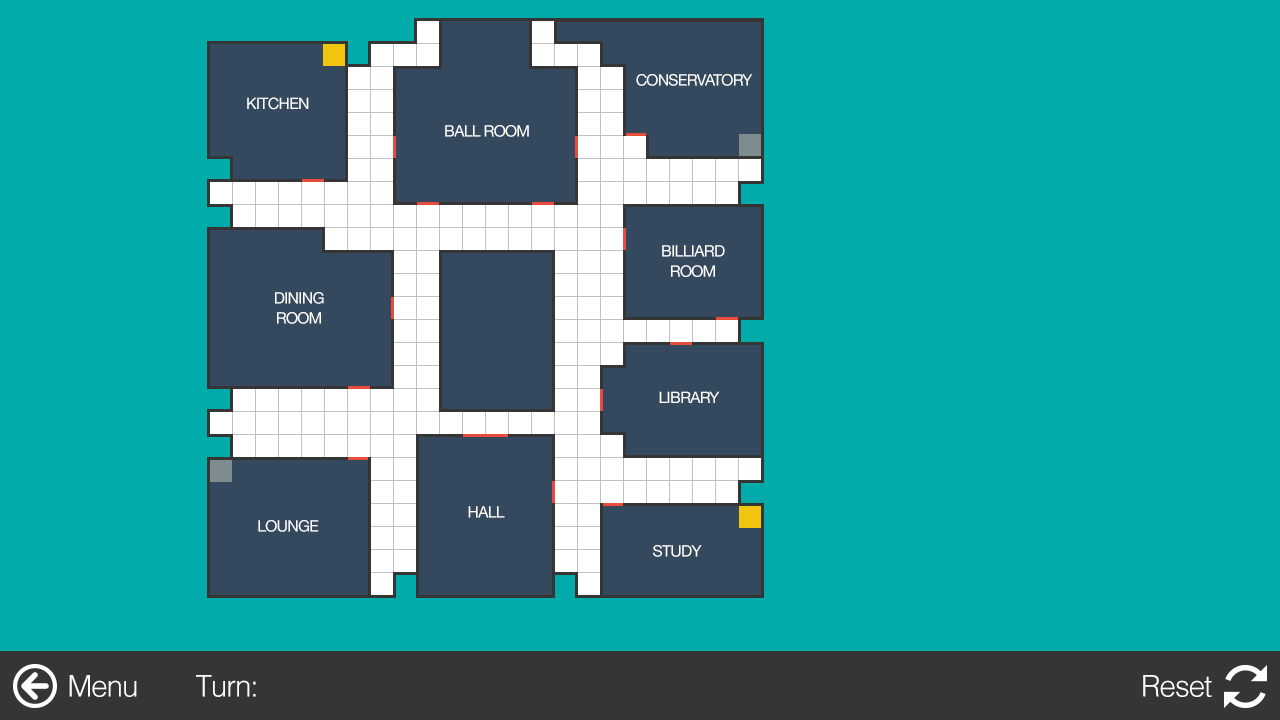 CONSERVATORY
KITCHEN
BALL ROOM
BILLIARD
ROOM
DINING
ROOM
LIBRARY
HALL
LOUNGE
STUDY
Menu
Turn:
Reset